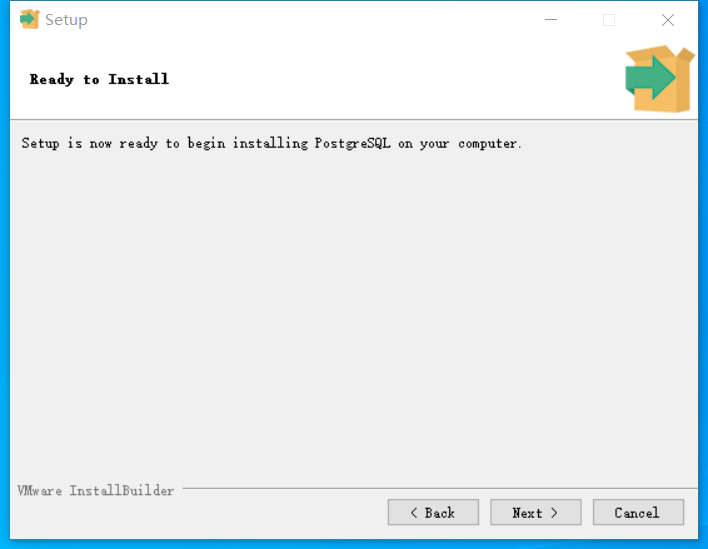 Setup
Ready to Install
Setup is now ready to begin installing PostgreSQL on your computer.
VMware InstallBuilder
< Back
Next >
Cancel